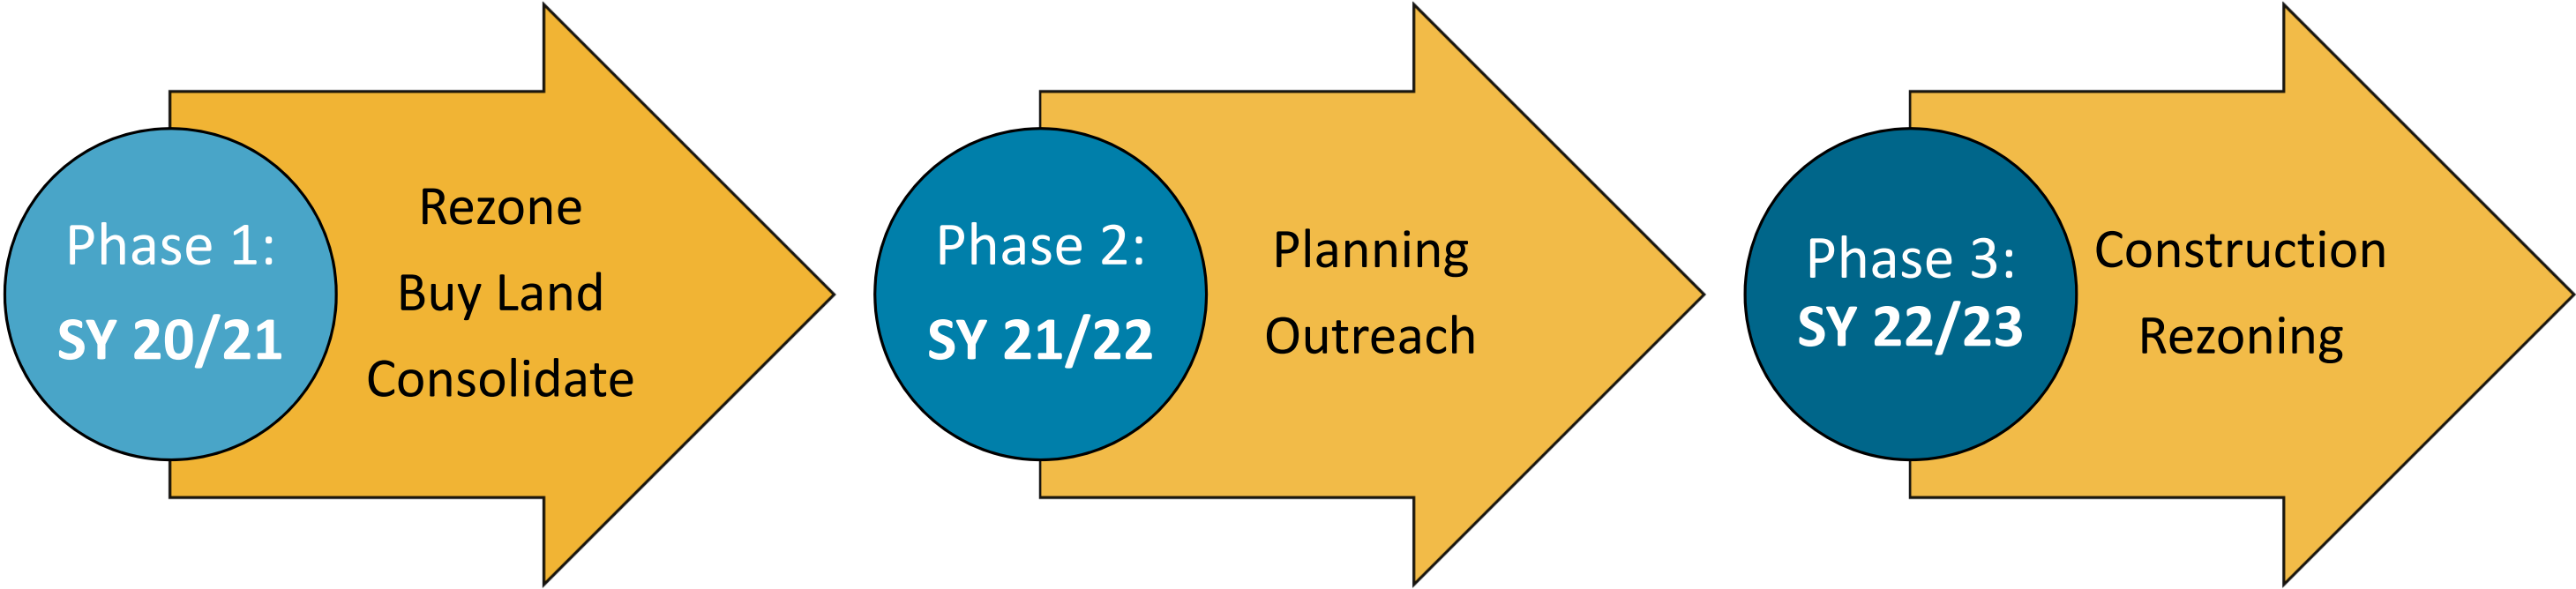 Phase 1:
SY 20/21
Rezone
Buy Land
Consolidate
Phase 2:
SY 21/22
Planning
Outreach
Phase 3:
SY 22/23
Construction
Rezoning